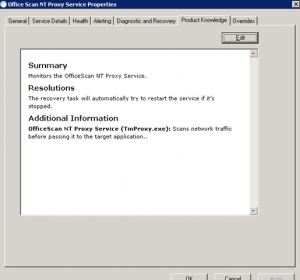 Office Scan NT Proxy Service Properties
General Service Details Health Alerting Diagnostic and Recovery Product Knowledge Overrides
Edit
Summary
Monitors the OfficeScan NT Proxy Service.
Resolutions
The recovery task will automatically try to restart the service if it's
stopped.
Additional Information
OfficeScan NT Proxy Service (TmProxy.exe): Scans network traffic
before passing it to the target application..
OK Cancel Apply